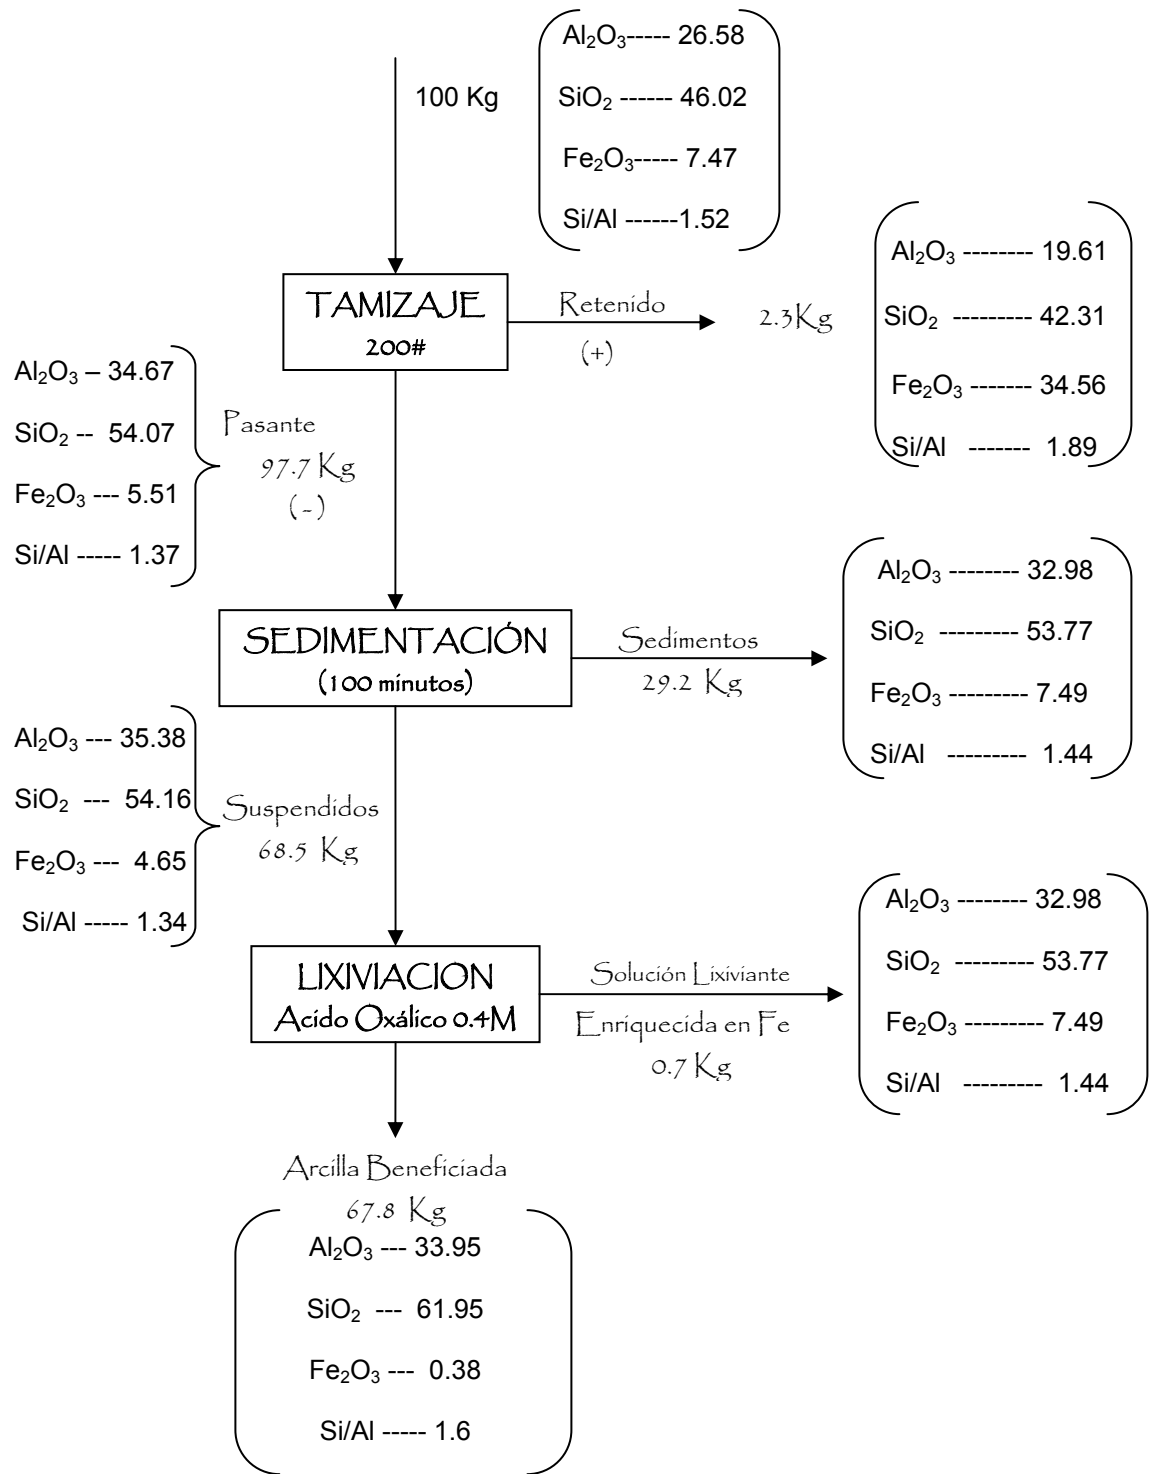 100 Kg
Al₂O₃----- 26.58
SiO₂ ------ 46.02
Fe₂O₃----- 7.47
Si/Al ------1.52
TAMIZAJE
200#
Retenido
(+)
2.3Kg
Al₂O₃ -------- 19.61
SiO₂ --------- 42.31
Fe₂O₃ ------- 34.56
Si/Al ------- 1.89
Al₂O₃ – 34.67
SiO₂ -- 54.07
Fe₂O₃ --- 5.51
Si/Al ----- 1.37
Pasante
97.7 Kg
(-)
SEDIMENTACIÓN
(100 minutos)
Sedimentos
29.2 Kg
Al₂O₃ -------- 32.98
SiO₂ --------- 53.77
Fe₂O₃ --------- 7.49
Si/Al --------- 1.44
Al₂O₃ --- 35.38
SiO₂ --- 54.16
Fe₂O₃ --- 4.65
Si/Al ----- 1.34
Suspendidos
68.5 Kg
LIXIVIACION
Acido Oxálico 0.4M
Solución Lixiviante
Enriquecida en Fe
0.7 Kg
Al₂O₃ -------- 32.98
SiO₂ --------- 53.77
Fe₂O₃ --------- 7.49
Si/Al --------- 1.44
Arcilla Beneficiada
67.8 Kg
Al₂O₃ --- 33.95
SiO₂ --- 61.95
Fe₂O₃ --- 0.38
Si/Al ----- 1.6